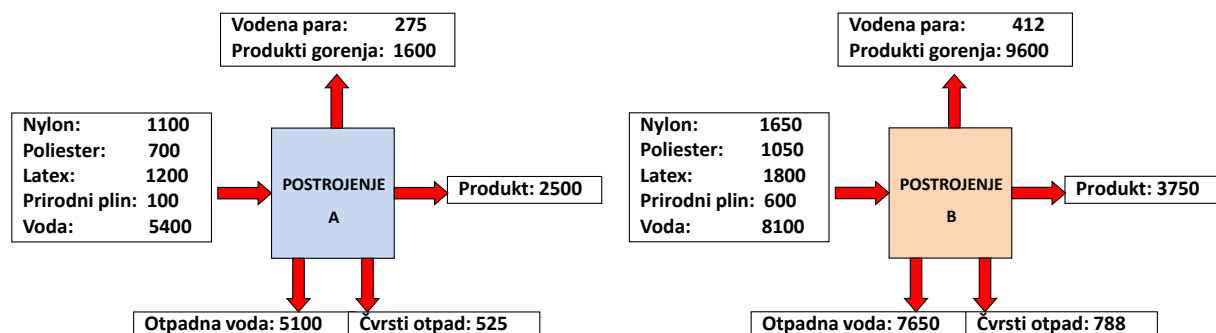 Vodena para: 275
Produkti gorenja: 1600
Nylon: 1100
Poliester: 700
Latex: 1200
Prirodni plin: 100
Voda: 5400
POSTROJENJE
A
Produkt: 2500
Otpadna voda: 5100
Čvrsti otpad: 525
Vodena para: 412
Produkti gorenja: 9600
Nylon: 1650
Poliester: 1050
Latex: 1800
Prirodni plin: 600
Voda: 8100
POSTROJENJE
B
Produkt: 3750
Otpadna voda: 7650
Čvrsti otpad: 788